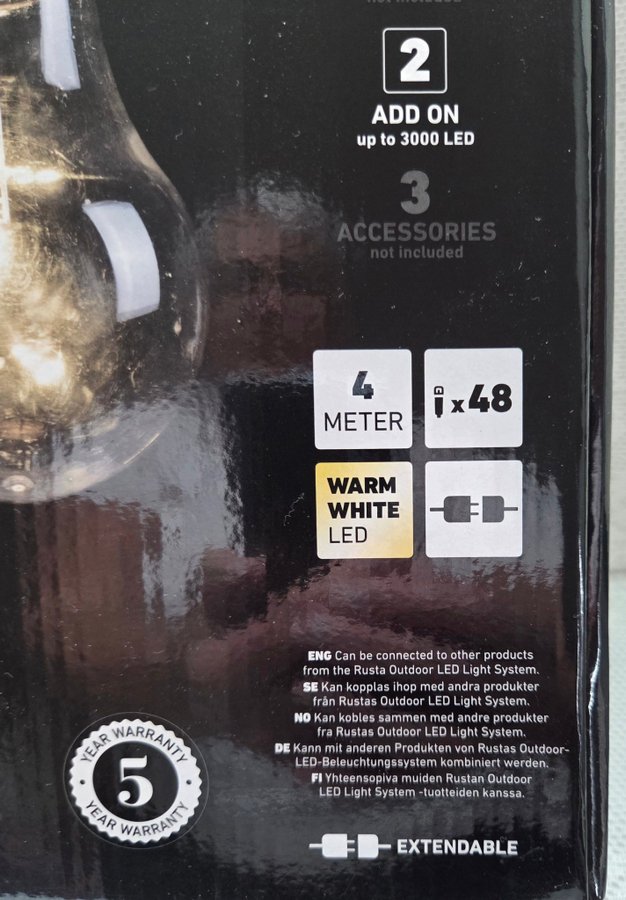 not included
2
ADD ON
up to 3000 LED
3
ACCESSORIES
not included
4
METER
x48
WARM
WHITE
LED
ENG Can be connected to other products
from the Rusta Outdoor LED Light System.
SE Kan kopplas ihop med andra produkter
från Rustas Outdoor LED Light System.
NO Kan kobles sammen med andre produkter
fra Rustas Outdoor LED Light System.
DE Kann mit anderen Produkten von Rustas Outdoor-
LED-Beleuchtungssystem kombiniert werden.
FI Yhteensopiva muiden Rustan Outdoor
LED Light System -tuotteiden kanssa.
YEAR WARRANTY
5
YEAR WARRANTY
EXTENDABLE